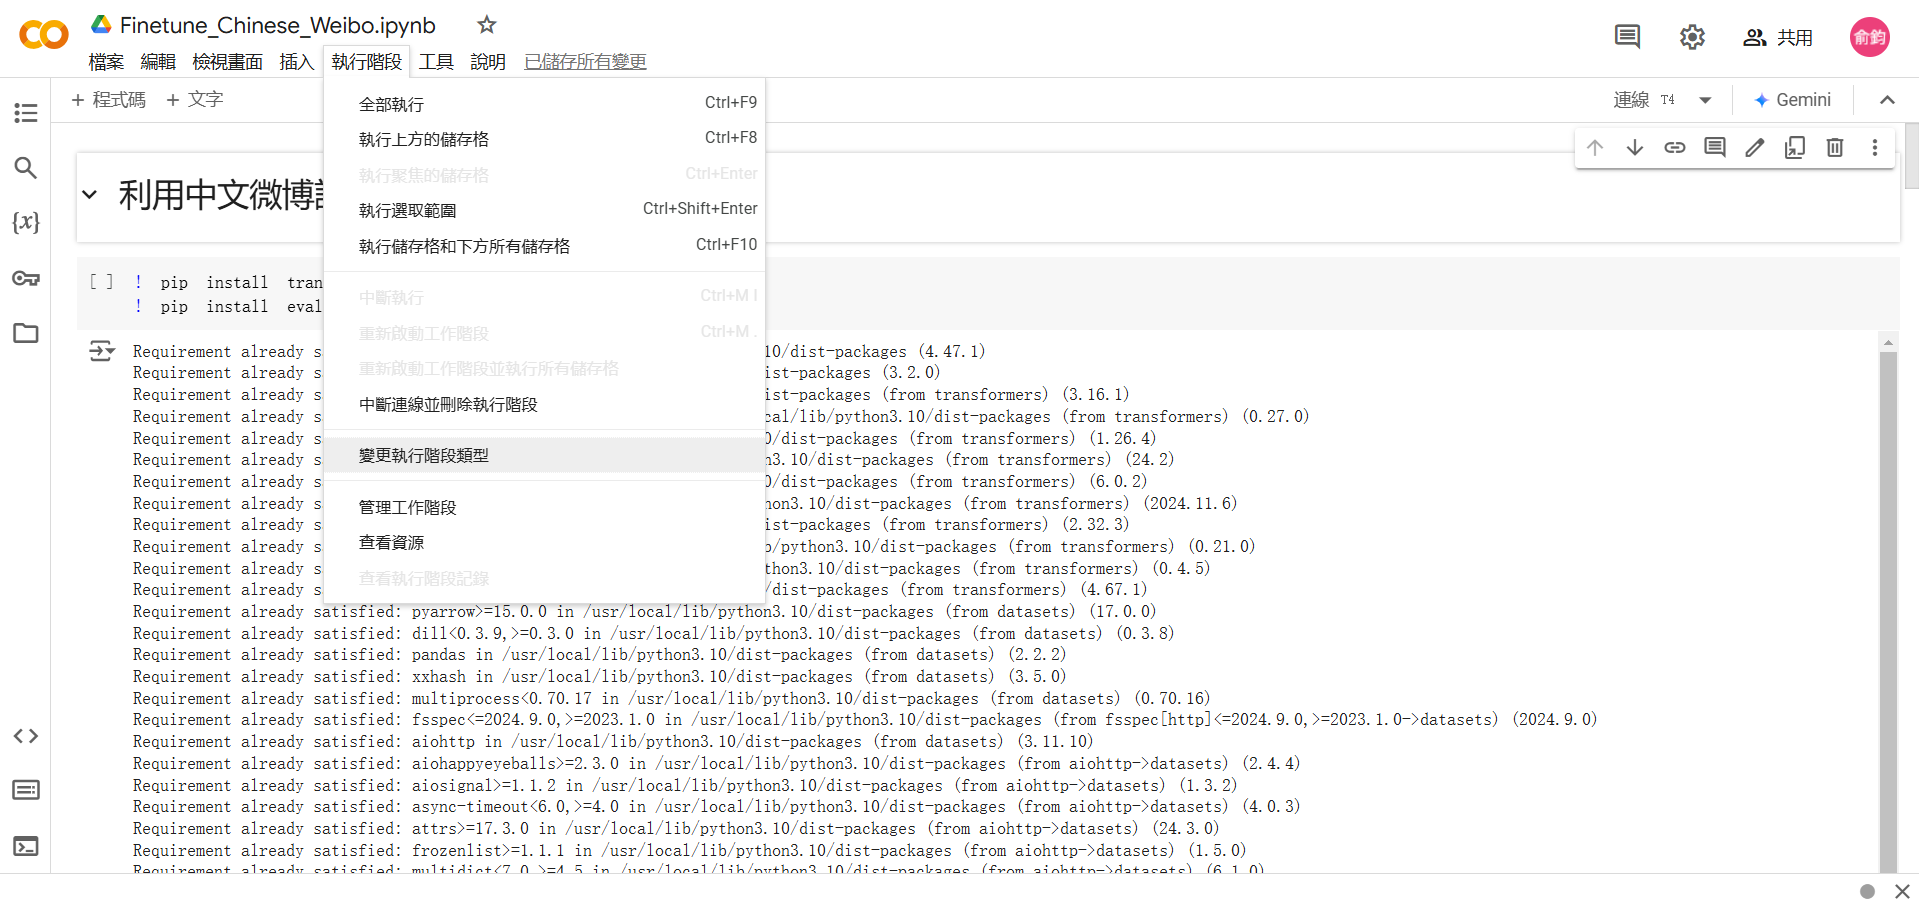 Finetune_Chinese_Weibo.ipynb
檔案 編輯 檢視畫面 插入 執行階段 工具 說明 已儲存所有變更
共用
俞鈞
+ 程式碼 + 文字
連線 T4
Gemini
全部執行 Ctrl+F9
執行上方的儲存格 Ctrl+F8
執行聚焦的儲存格 Ctrl+Enter
執行選取範圍 Ctrl+Shift+Enter
執行儲存格和下方所有儲存格 Ctrl+F10
中斷執行 Ctrl+M I
重新啟動工作階段 Ctrl+M .
重新啟動工作階段並執行所有儲存格
中斷連線並刪除執行階段
變更執行階段類型
管理工作階段
查看資源
查看執行階段記錄
利用中文微博
[ ] ! pip install tran
! pip install eval
Requirement already s 10/dist-packages (4.47.1)
Requirement already s ist-packages (3.2.0)
Requirement already s ist-packages (from transformers) (3.16.1)
Requirement already s cal/lib/python3.10/dist-packages (from transformers) (0.27.0)
Requirement already s 0/dist-packages (from transformers) (1.26.4)
Requirement already s n3.10/dist-packages (from transformers) (24.2)
Requirement already s 0/dist-packages (from transformers) (6.0.2)
Requirement already s hon3.10/dist-packages (from transformers) (2024.11.6)
Requirement already s ist-packages (from transformers) (2.32.3)
Requirement already s b/python3.10/dist-packages (from transformers) (0.21.0)
Requirement already s thon3.10/dist-packages (from transformers) (0.4.5)
Requirement already s /dist-packages (from transformers) (4.67.1)
Requirement already satisfied: pyarrow>=15.0.0 in /usr/local/lib/python3.10/dist-packages (from datasets) (17.0.0)
Requirement already satisfied: dill<0.3.9,>=0.3.0 in /usr/local/lib/python3.10/dist-packages (from datasets) (0.3.8)
Requirement already satisfied: pandas in /usr/local/lib/python3.10/dist-packages (from datasets) (2.2.2)
Requirement already satisfied: xxhash in /usr/local/lib/python3.10/dist-packages (from datasets) (3.5.0)
Requirement already satisfied: multiprocess<0.70.17 in /usr/local/lib/python3.10/dist-packages (from datasets) (0.70.16)
Requirement already satisfied: fsspec<=2024.9.0,>=2023.1.0 in /usr/local/lib/python3.10/dist-packages (from fsspec[http]<=2024.9.0,>=2023.1.0->datasets) (2024.9.0)
Requirement already satisfied: aiohttp in /usr/local/lib/python3.10/dist-packages (from datasets) (3.11.10)
Requirement already satisfied: aiohappyeyeballs>=2.3.0 in /usr/local/lib/python3.10/dist-packages (from aiohttp->datasets) (2.4.4)
Requirement already satisfied: aiosignal>=1.1.2 in /usr/local/lib/python3.10/dist-packages (from aiohttp->datasets) (1.3.2)
Requirement already satisfied: async-timeout<6.0,>=4.0 in /usr/local/lib/python3.10/dist-packages (from aiohttp->datasets) (4.0.3)
Requirement already satisfied: attrs>=17.3.0 in /usr/local/lib/python3.10/dist-packages (from aiohttp->datasets) (24.3.0)
Requirement already satisfied: frozenlist>=1.1.1 in /usr/local/lib/python3.10/dist-packages (from aiohttp->datasets) (1.5.0)
Requirement already satisfied: multidict<7.0,>=4.5 in /usr/local/lib/python3.10/dist-packages (from aiohttp->datasets) (6.1.0)